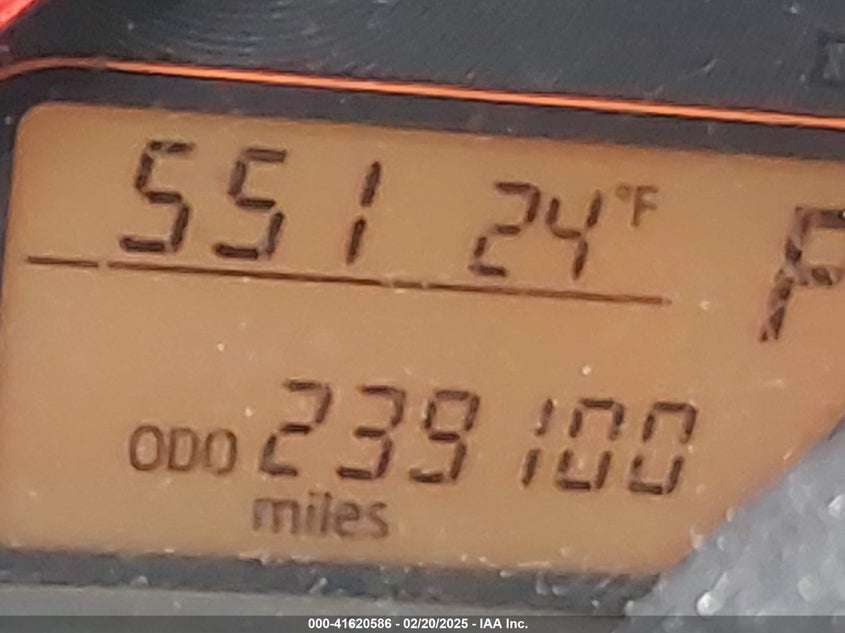 551 24°F P
ODO 239100
miles
000-41620586 - 02/20/2025 - IAA Inc.